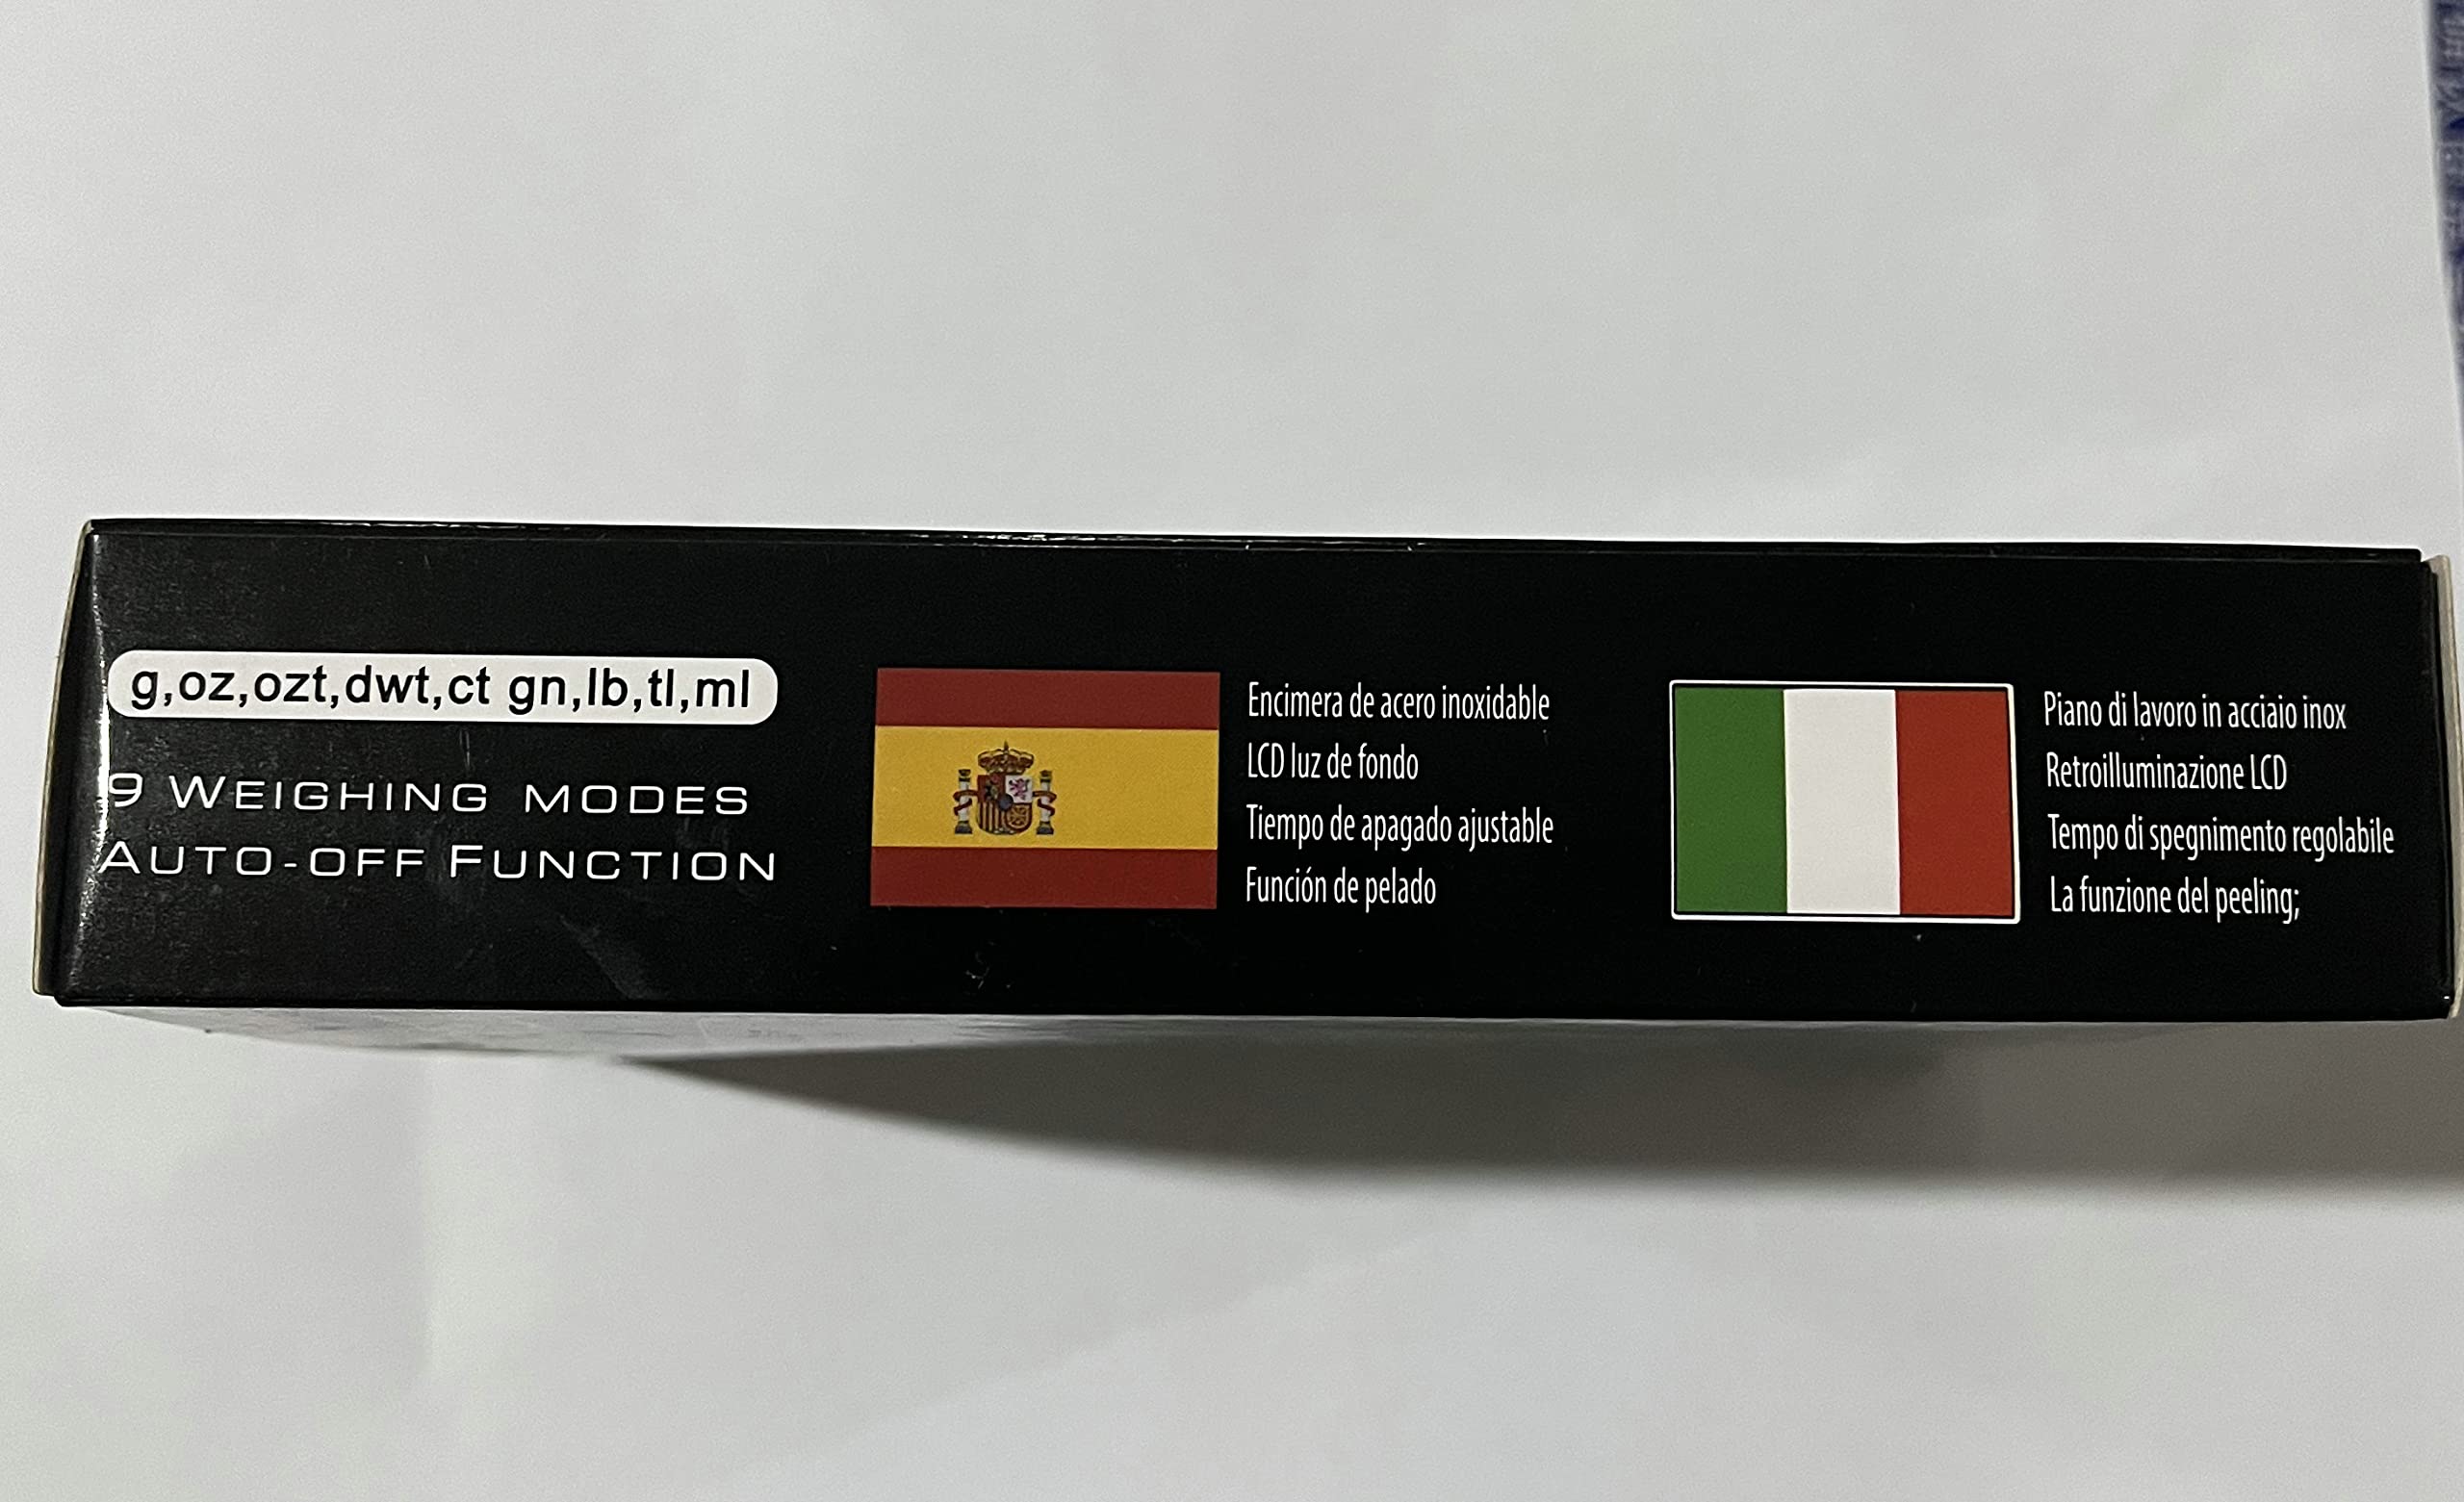 g,oz,ozt,dwt,ct gn,lb,tl,ml
9 WEIGHING MODES
AUTO-OFF FUNCTION
Encimera de acero inoxidable
LCD luz de fondo
Tiempo de apagado ajustable
Función de pelado
Piano di lavoro in acciaio inox
Retroilluminazione LCD
Tempo di spegnimento regolabile
La funzione del peeling;